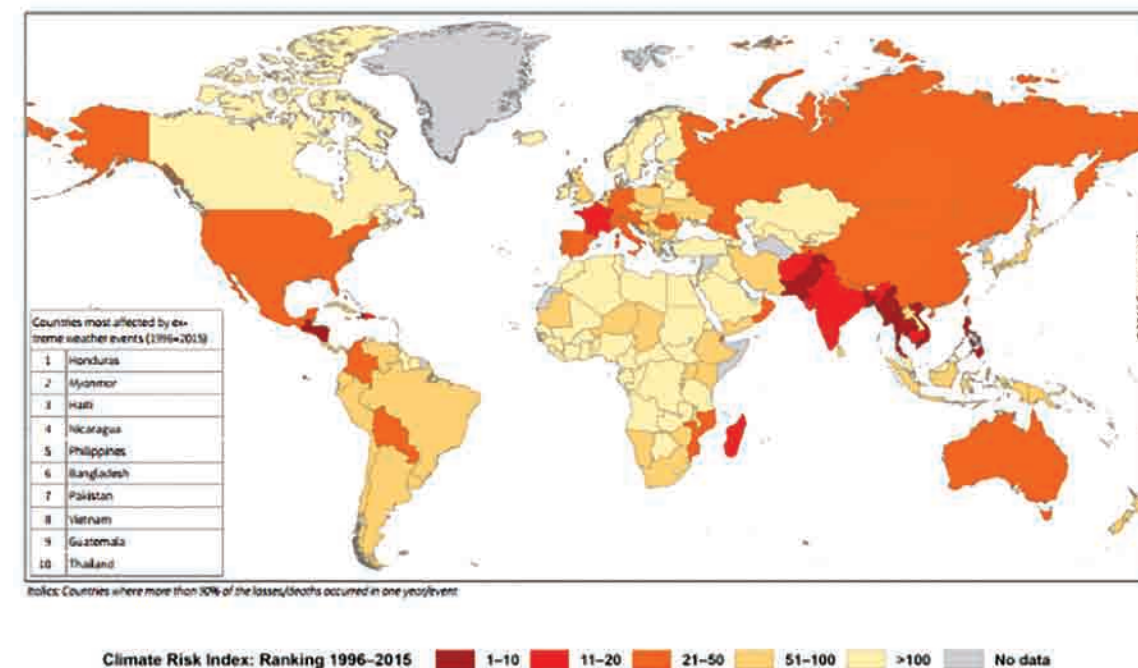 Countries most affected by ex-
treme weather events (1996–2015)
1 Honduras
2 Myanmar
3 Haiti
4 Nicaragua
5 Philippines
6 Bangladesh
7 Pakistan
8 Vietnam
9 Guatemala
10 Thailand
Italics: Countries where more than 90% of the losses/deaths occurred in one year/event
Climate Risk Index: Ranking 1996–2015 1–10 11–20 21–50 51–100 >100 No data